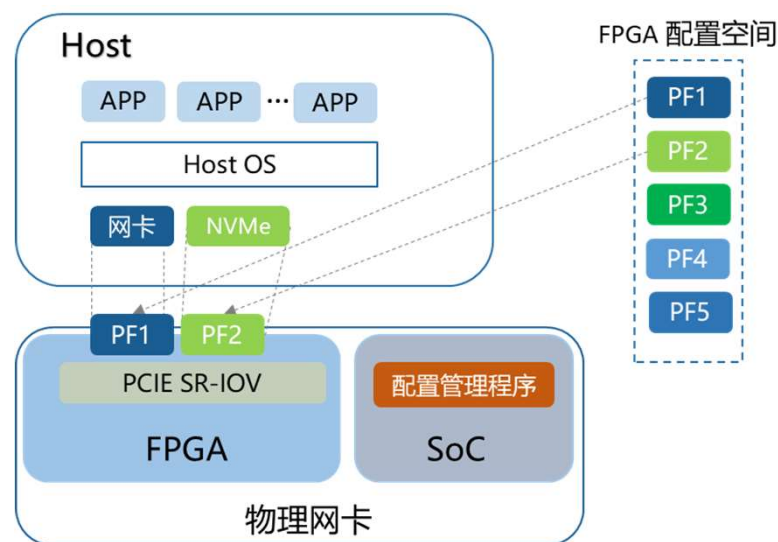 Host
FPGA 配置空间
APP APP ... APP
Host OS
网卡 NVMe
PF1
PF2
PF3
PF4
PF5
PF1 PF2
PCIE SR-IOV
FPGA
配置管理程序
SoC
物理网卡